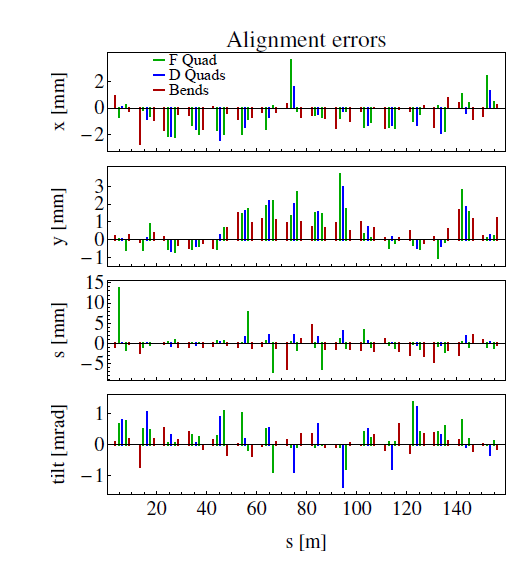 Alignment errors
F Quad
D Quads
Bends
x [mm]
2
0
−2
y [mm]
3
2
1
0
−1
s [mm]
15
10
5
0
−5
tilt [mrad]
1
0
−1
20 40 60 80 100 120 140
s [m]